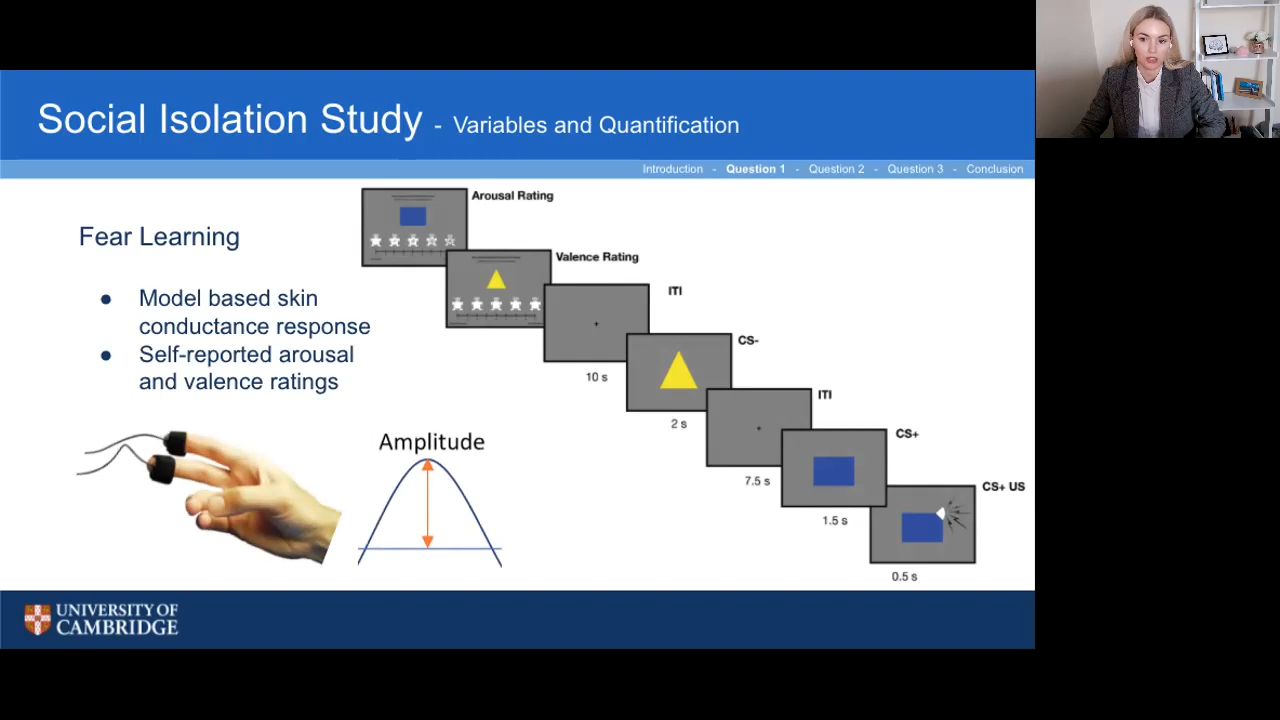 Social Isolation Study - Variables and Quantification
Introduction - Question 1 - Question 2 - Question 3 - Conclusion
Fear Learning
● Model based skin
conductance response
● Self-reported arousal
and valence ratings
Amplitude
Arousal Rating
Valence Rating
ITI
10 s
CS-
2 s
ITI
7.5 s
CS+
1.5 s
CS+ US
0.5 s
UNIVERSITY OF
CAMBRIDGE